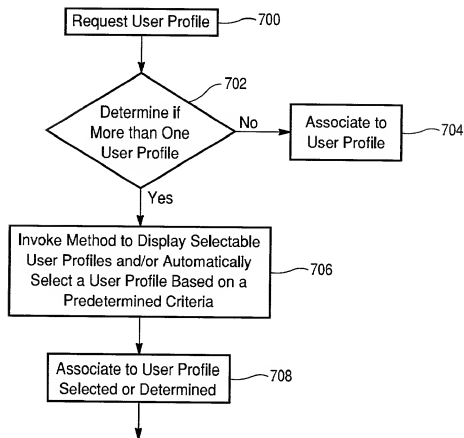 Request User Profile
700
702
Determine if
More than One
User Profile
No
Associate to
User Profile
704
Yes
Invoke Method to Display Selectable
User Profiles and/or Automatically
Select a User Profile Based on a
Predetermined Criteria
706
Associate to User Profile
Selected or Determined
708